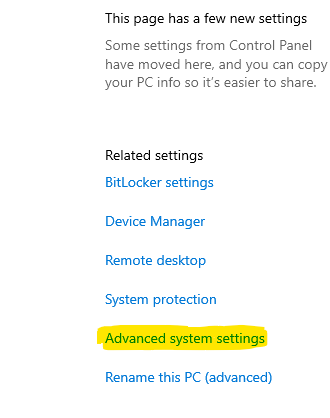 This page has a few new settings
Some settings from Control Panel
have moved here, and you can copy
your PC info so it's easier to share.
Related settings
BitLocker settings
Device Manager
Remote desktop
System protection
Advanced system settings
Rename this PC (advanced)